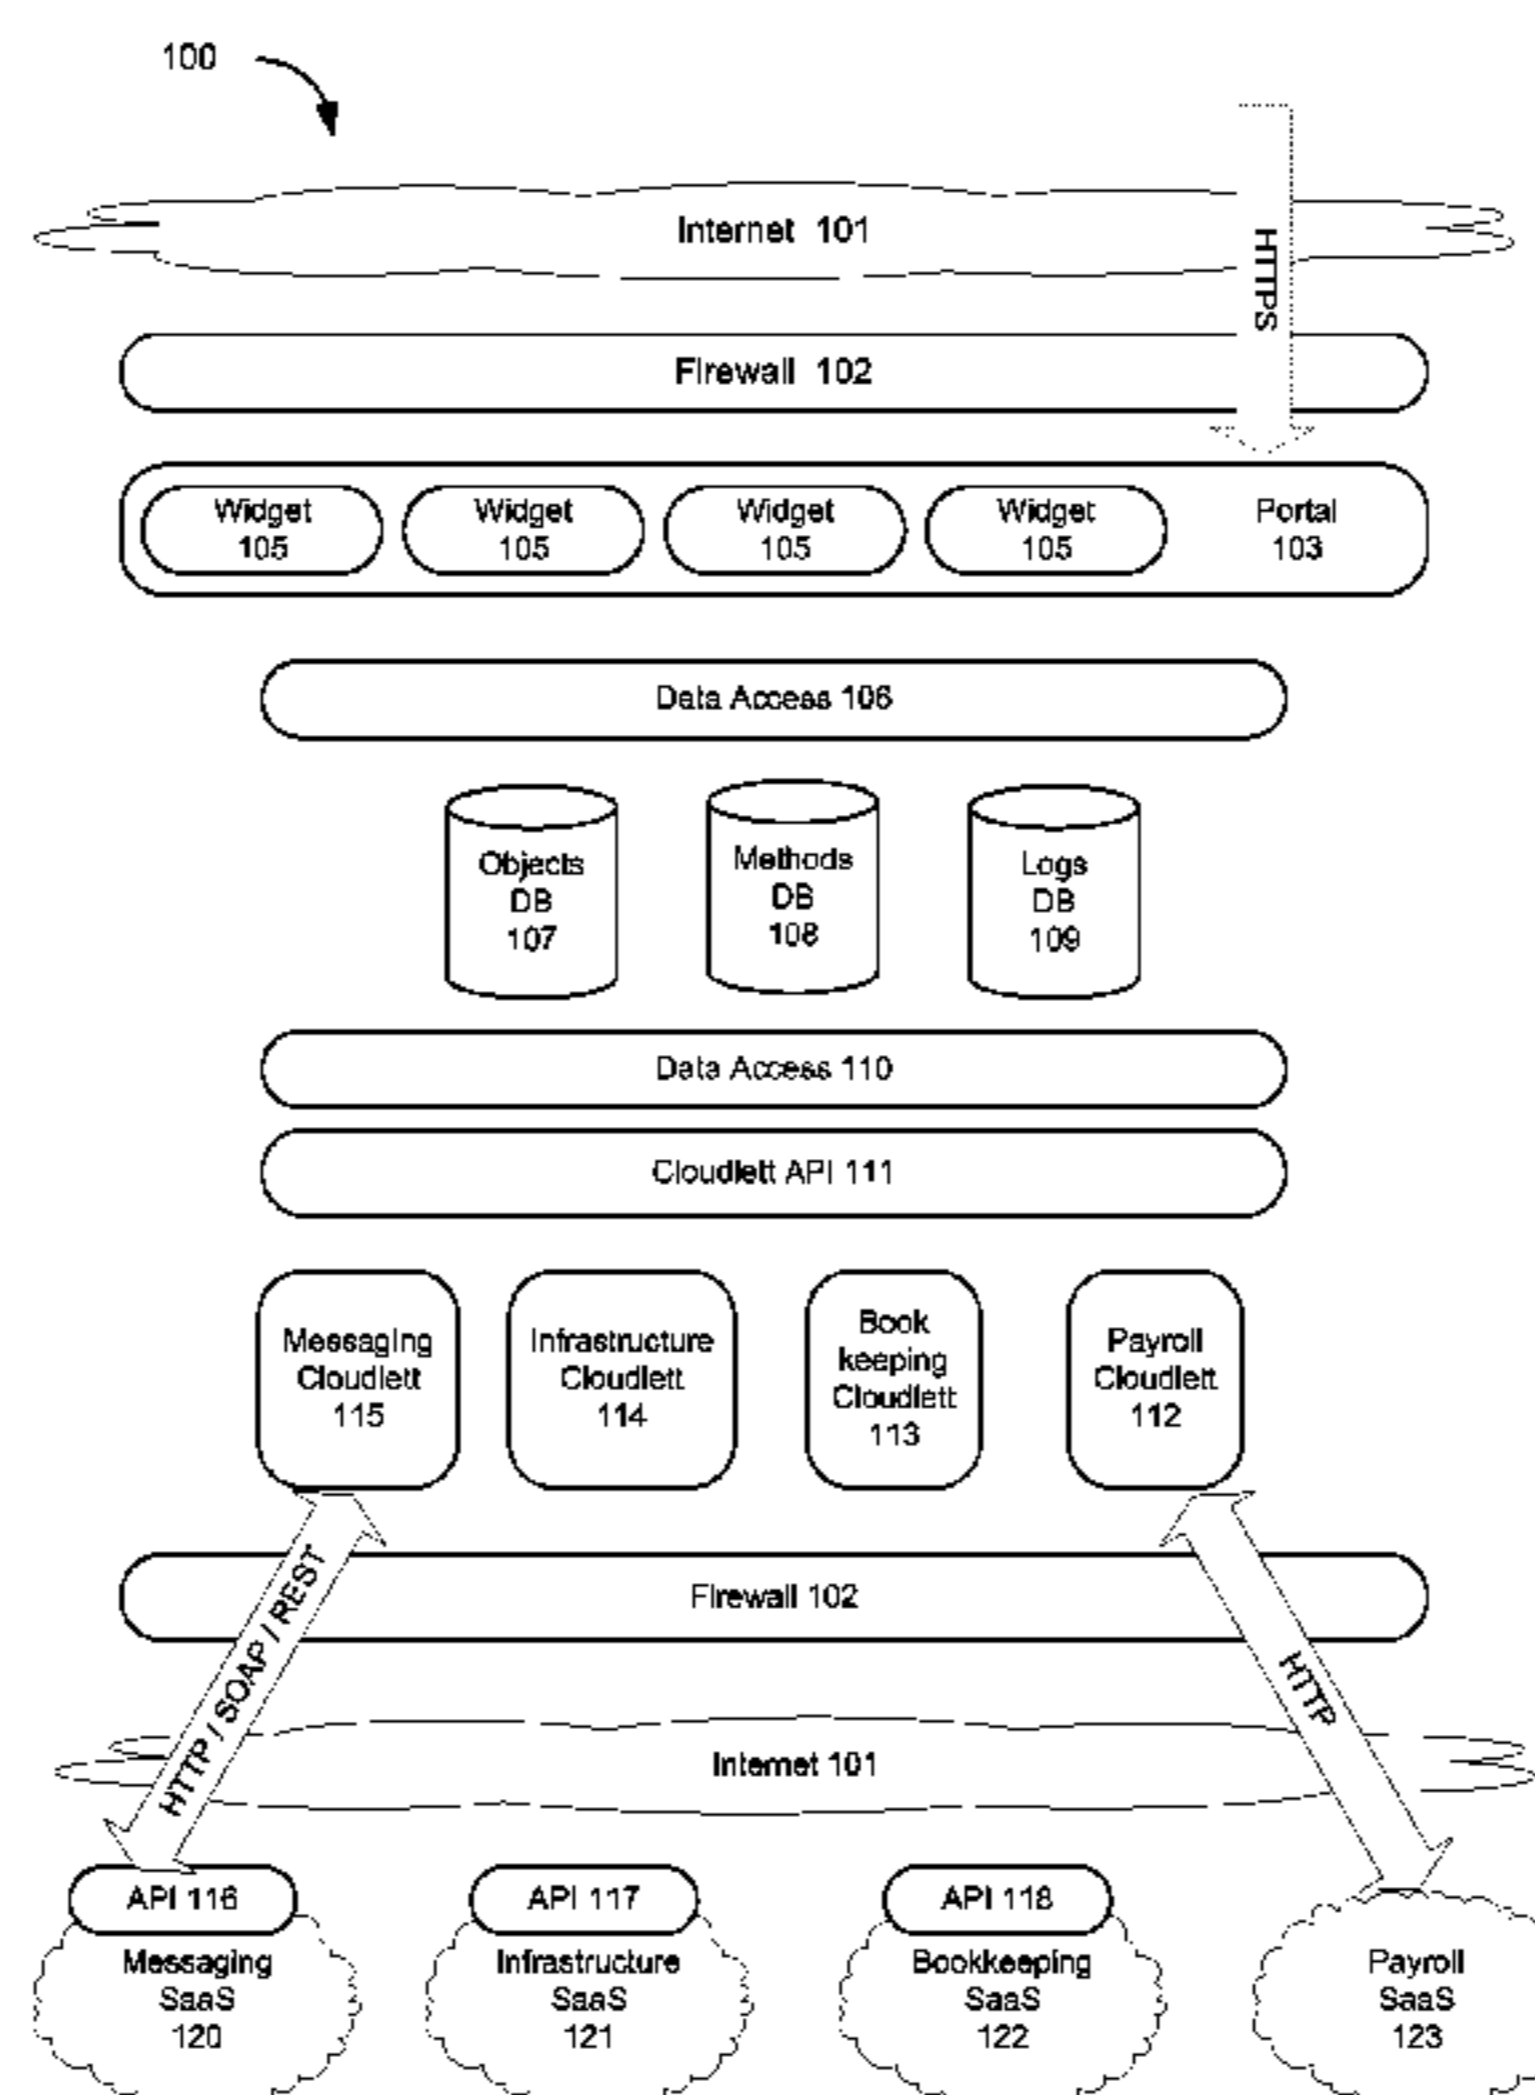 100
Internet 101
HTTPS
Firewall 102
Widget
105
Widget
105
Widget
105
Widget
105
Portal
103
Data Access 106
Objects
DB
107
Methods
DB
108
Logs
DB
109
Data Access 110
Cloudlett API 111
Messaging
Cloudlett
115
Infrastructure
Cloudlett
114
Book
keeping
Cloudlett
113
Payroll
Cloudlett
112
HTTP / SOAP / REST
Firewall 102
HTTP
Internet 101
API 116
Messaging
SaaS
120
API 117
Infrastructure
SaaS
121
API 118
Bookkeeping
SaaS
122
Payroll
SaaS
123